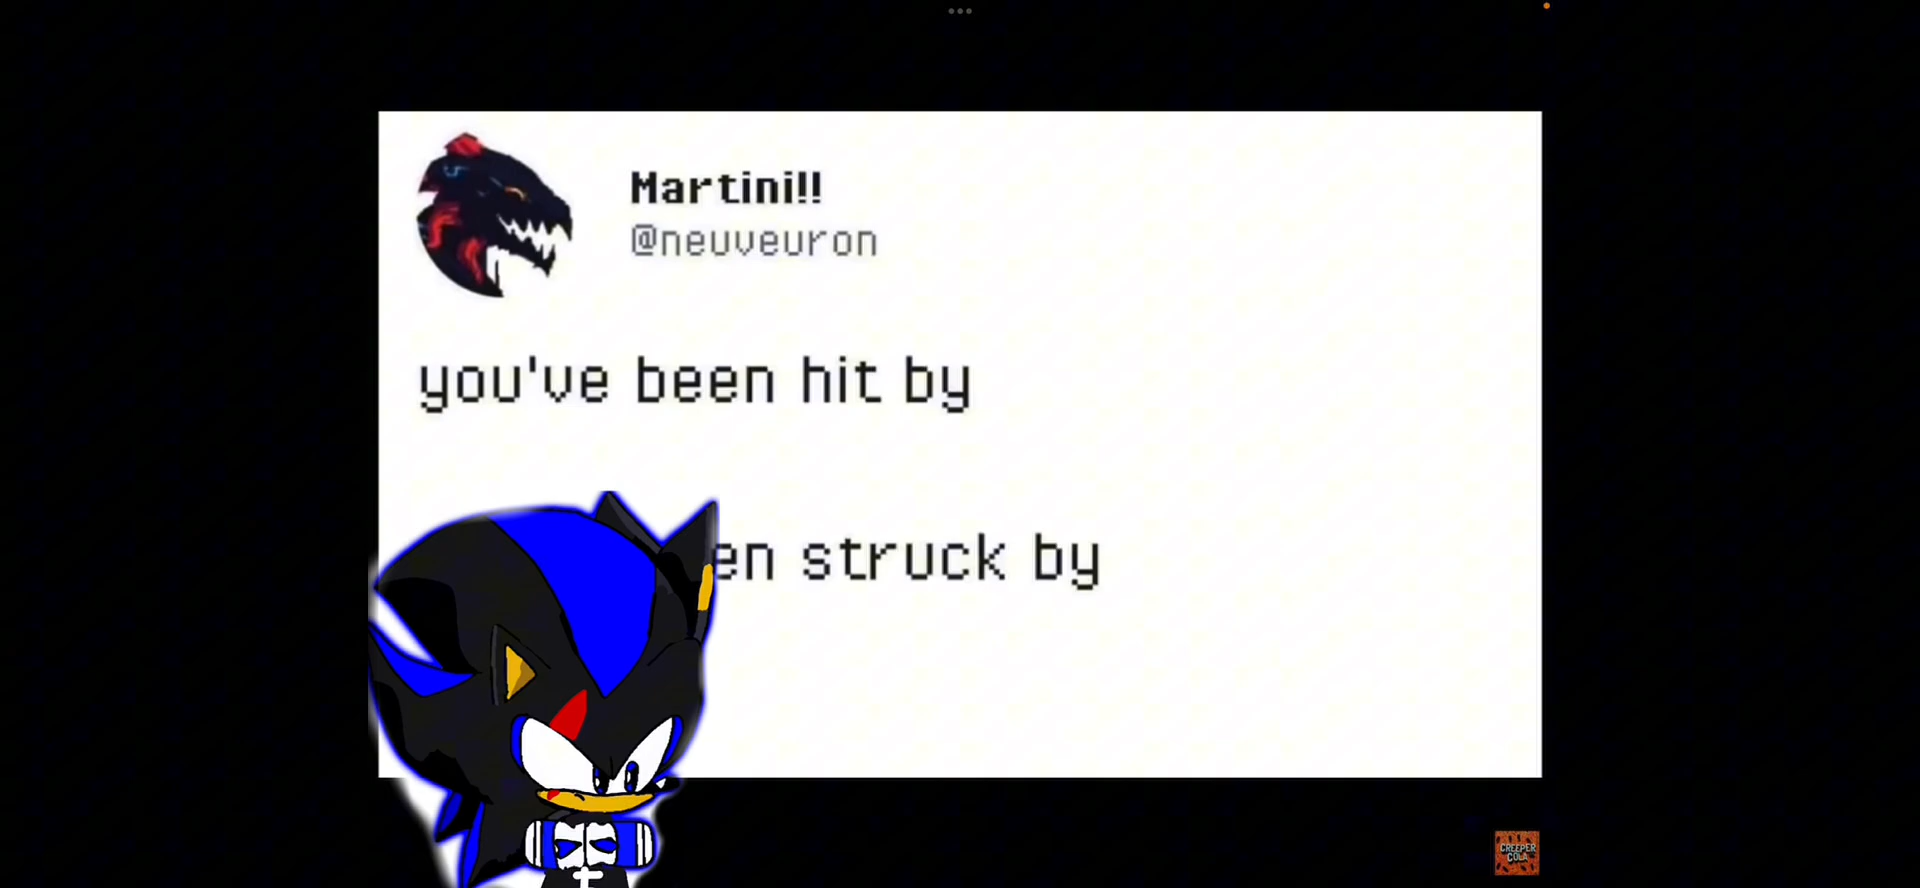 Martini!!
@neuveuron
you've been hit by
en struck by
CREEPER
COLA